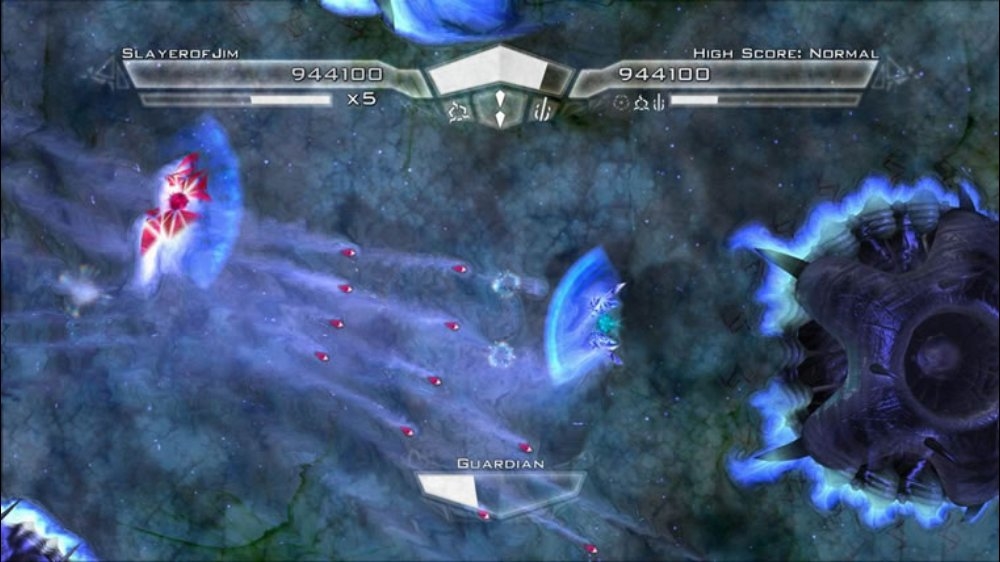 SLAYEROFJIM
HIGH SCORE: NORMAL
944100
944100
x5
GUARDIAN